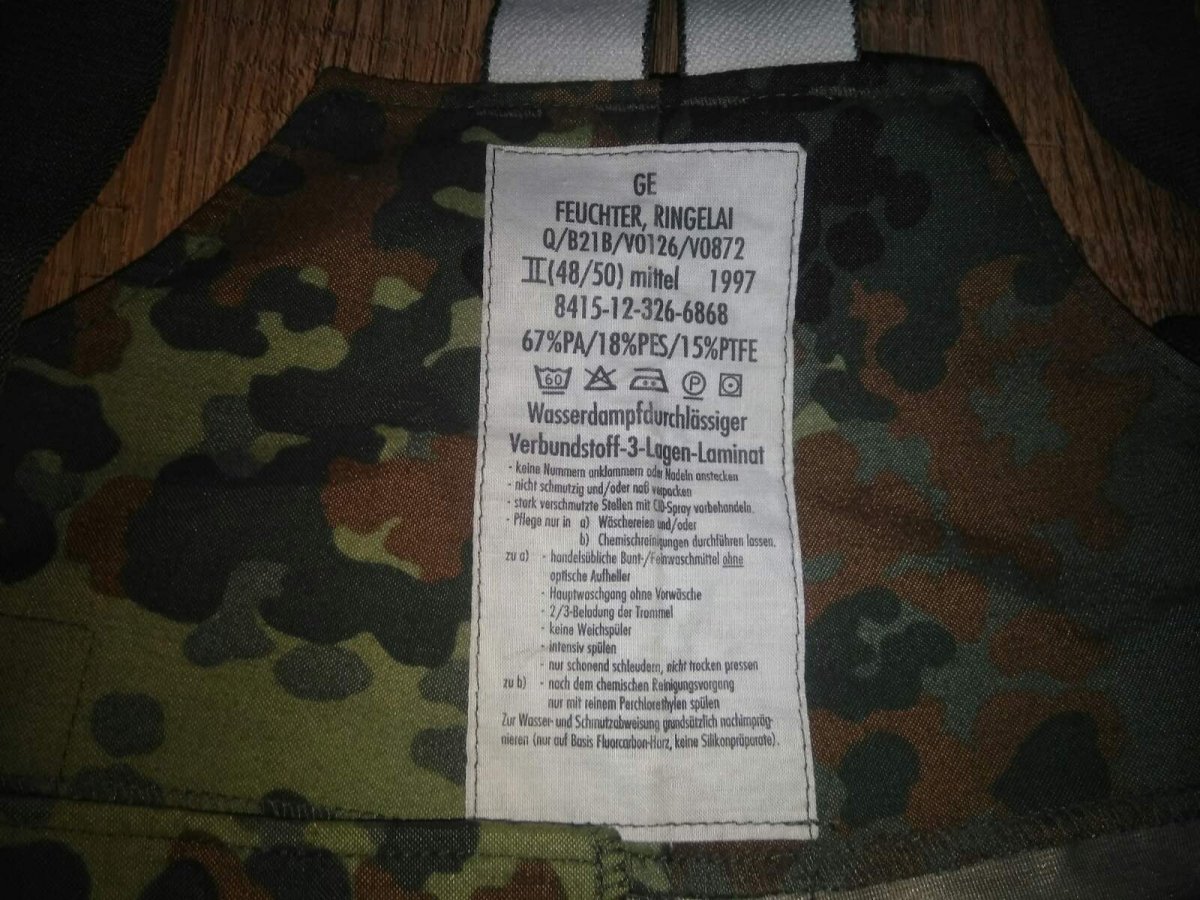 GE
FEUCHTER, RINGELAI
Q/B21B/V0126/V0872
II(48/50) mittel 1997
8415-12-326-6868
67%PA/18%PES/15%PTFE
60 P
Wasserdampfdurchlässiger
Verbundstoff-3-Lagen-Laminat
- keine Nummern anklammern oder Nadeln anstecken
- nicht schmutzig und/oder naß verpacken
- stark verschmutzte Stellen mit CID-Spray vorbehandeln.
- Pflege nur in a) Wäschereien und/oder
b) Chemischreinigungen durchführen lassen.
zu a) - handelsübliche Bunt-/Feinwaschmittel ohne
optische Aufheller
- Hauptwaschgang ohne Vorwäsche
- 2/3-Beladung der Trommel
- keine Weichspüler
- intensiv spülen
- nur schonend schleudern, nicht trocken pressen
zu b) - nach dem chemischen Reinigungsvorgang
nur mit reinem Perchlorethylen spülen
Zur Wasser- und Schmutzabweisung grundsätzlich nachimpräg-
nieren (nur auf Basis Fluorcarbon-Harz, keine Silikonpräparate).